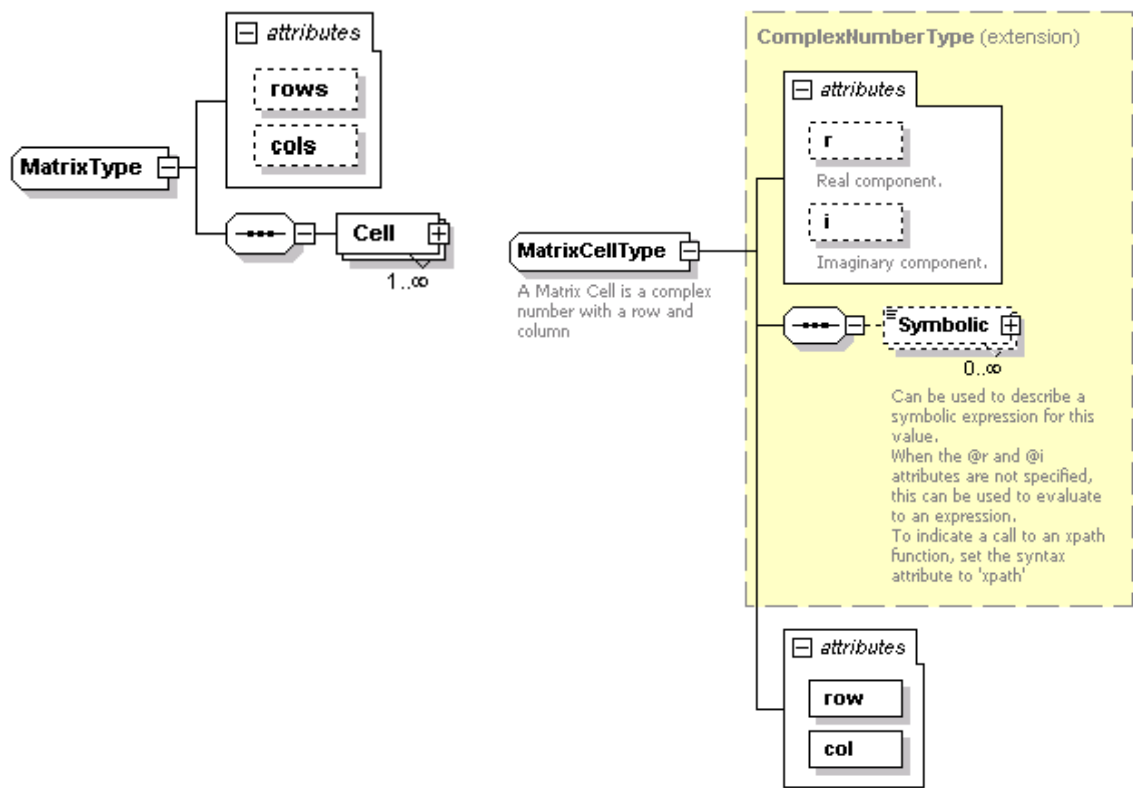 attributes
rows
cols
MatrixType
Cell
1..∞
ComplexNumberType (extension)
attributes
r
Real component.
i
Imaginary component.
MatrixCellType
A Matrix Cell is a complex
number with a row and
column
Symbolic
0..∞
Can be used to describe a
symbolic expression for this
value.
When the @r and @i
attributes are not specified,
this can be used to evaluate
to an expression.
To indicate a call to an xpath
function, set the syntax
attribute to 'xpath'
attributes
row
col